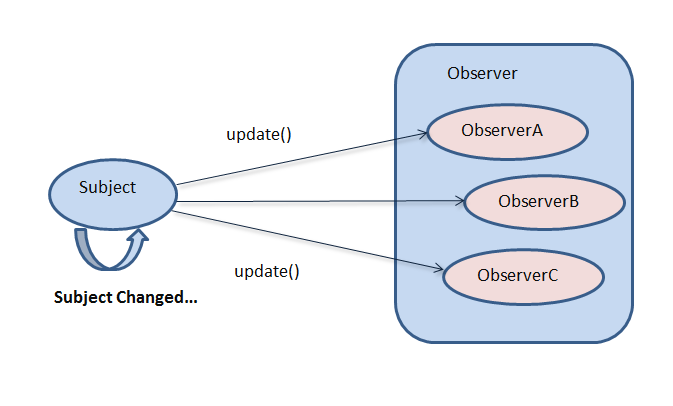 Observer
ObserverA
update()
Subject
ObserverB
update()
ObserverC
Subject Changed...